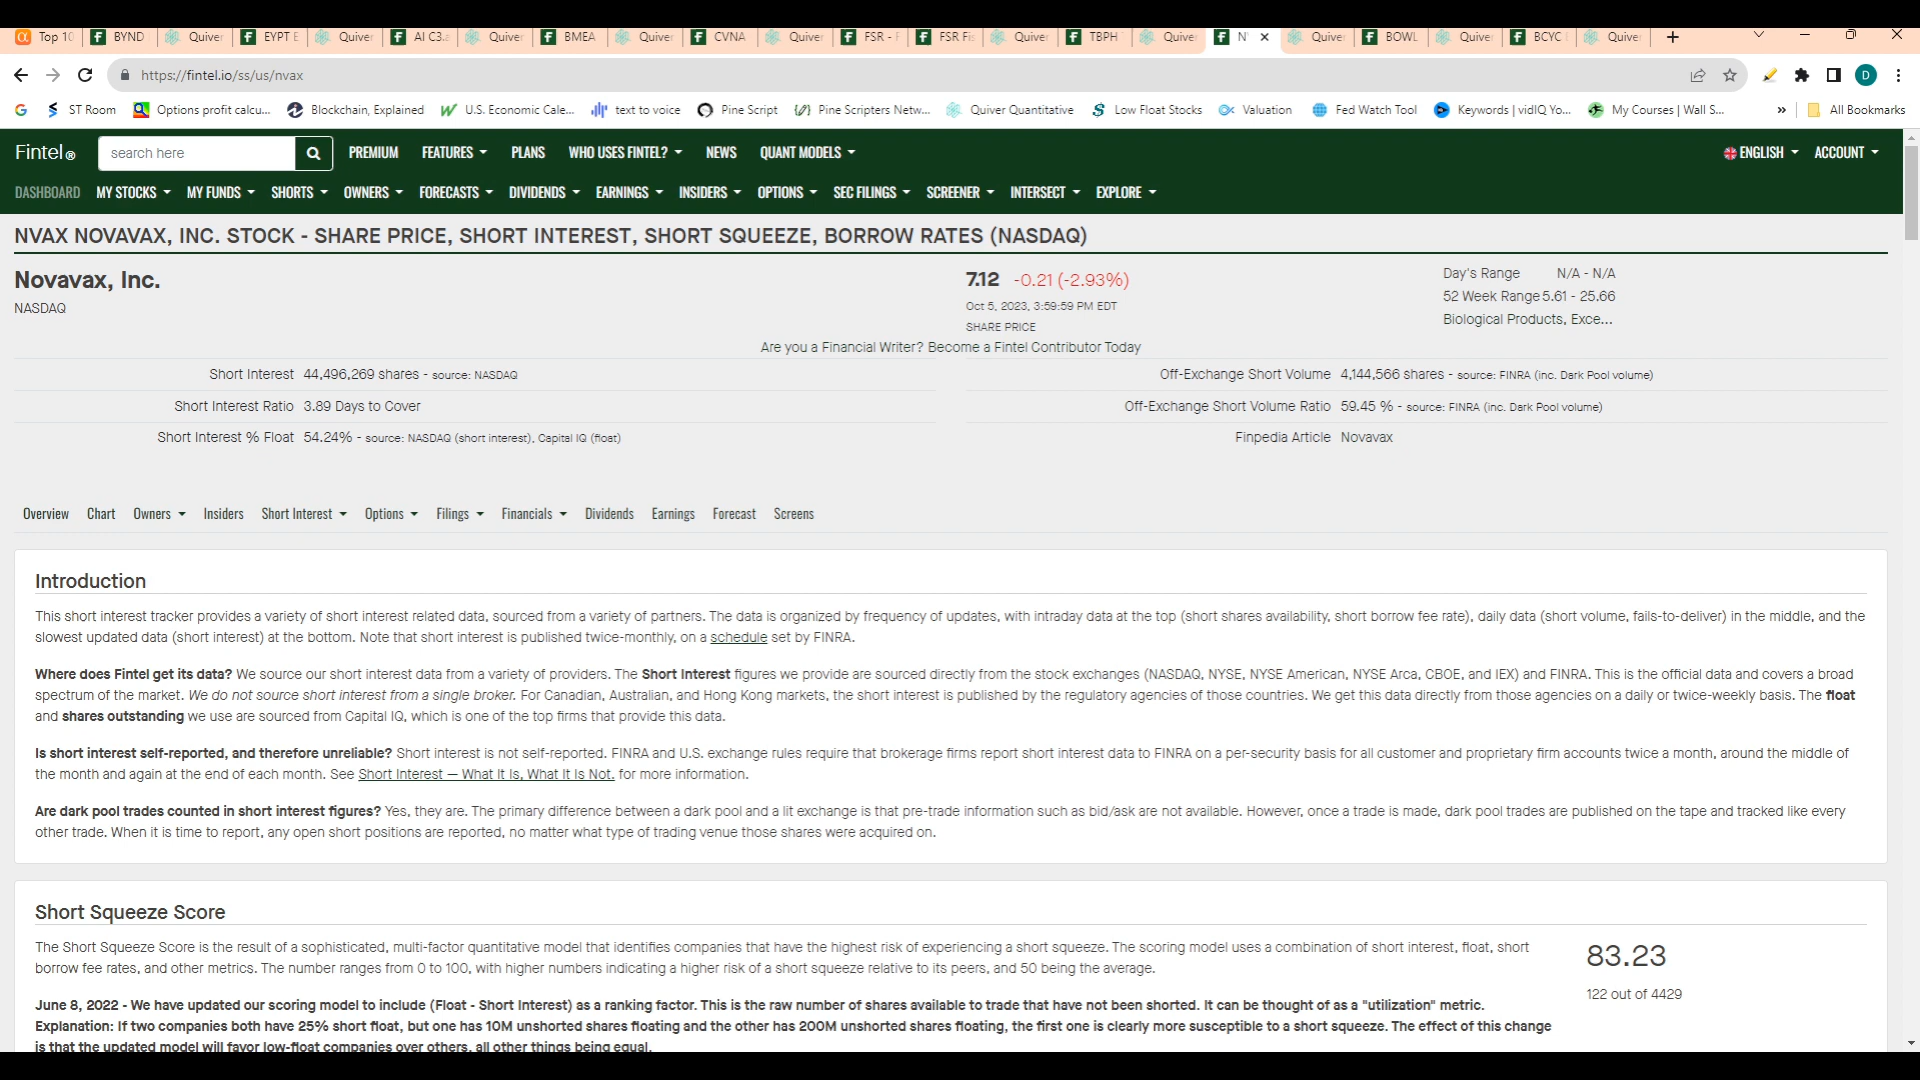 Top 10 BYND Quiver EYPT E Quiver AI C3.a Quiver BMEA Quiver CVNA Quiver FSR - F FSR Fis Quiver TBPH Quiver N Quiver BOWL Quiver BCYC Quiver
https://fintel.io/ss/us/nvax
ST Room Options profit calcu... Blockchain, Explained U.S. Economic Cale... text to voice Pine Script Pine Scripters Netw... Quiver Quantitative Low Float Stocks Valuation Fed Watch Tool Keywords | vidIQ Yo... My Courses | Wall S... » All Bookmarks
Fintel® search here PREMIUM FEATURES PLANS WHO USES FINTEL? NEWS QUANT MODELS ENGLISH ACCOUNT
DASHBOARD MY STOCKS MY FUNDS SHORTS OWNERS FORECASTS DIVIDENDS EARNINGS INSIDERS OPTIONS SEC FILINGS SCREENER INTERSECT EXPLORE
NVAX NOVAVAX, INC. STOCK - SHARE PRICE, SHORT INTEREST, SHORT SQUEEZE, BORROW RATES (NASDAQ)
Novavax, Inc.
NASDAQ
7.12 -0.21 (-2.93%)
Oct 5, 2023, 3:59:59 PM EDT
SHARE PRICE
Day's Range N/A - N/A
52 Week Range 5.61 - 25.66
Biological Products, Exce...
Are you a Financial Writer? Become a Fintel Contributor Today
Short Interest 44,496,269 shares - source: NASDAQ
Short Interest Ratio 3.89 Days to Cover
Short Interest % Float 54.24% - source: NASDAQ (short interest), Capital IQ (float)
Off-Exchange Short Volume 4,144,566 shares - source: FINRA (inc. Dark Pool volume)
Off-Exchange Short Volume Ratio 59.45 % - source: FINRA (inc. Dark Pool volume)
Finpedia Article Novavax
Overview Chart Owners Insiders Short Interest Options Filings Financials Dividends Earnings Forecast Screens
Introduction
This short interest tracker provides a variety of short interest related data, sourced from a variety of partners. The data is organized by frequency of updates, with intraday data at the top (short shares availability, short borrow fee rate), daily data (short volume, fails-to-deliver) in the middle, and the
slowest updated data (short interest) at the bottom. Note that short interest is published twice-monthly, on a schedule set by FINRA.
Where does Fintel get its data? We source our short interest data from a variety of providers. The Short Interest figures we provide are sourced directly from the stock exchanges (NASDAQ, NYSE, NYSE American, NYSE Arca, CBOE, and IEX) and FINRA. This is the official data and covers a broad
spectrum of the market. We do not source short interest from a single broker. For Canadian, Australian, and Hong Kong markets, the short interest is published by the regulatory agencies of those countries. We get this data directly from those agencies on a daily or twice-weekly basis. The float
and shares outstanding we use are sourced from Capital IQ, which is one of the top firms that provide this data.
Is short interest self-reported, and therefore unreliable? Short interest is not self-reported. FINRA and U.S. exchange rules require that brokerage firms report short interest data to FINRA on a per-security basis for all customer and proprietary firm accounts twice a month, around the middle of
the month and again at the end of each month. See Short Interest — What It Is, What It Is Not. for more information.
Are dark pool trades counted in short interest figures? Yes, they are. The primary difference between a dark pool and a lit exchange is that pre-trade information such as bid/ask are not available. However, once a trade is made, dark pool trades are published on the tape and tracked like every
other trade. When it is time to report, any open short positions are reported, no matter what type of trading venue those shares were acquired on.
Short Squeeze Score
The Short Squeeze Score is the result of a sophisticated, multi-factor quantitative model that identifies companies that have the highest risk of experiencing a short squeeze. The scoring model uses a combination of short interest, float, short
borrow fee rates, and other metrics. The number ranges from 0 to 100, with higher numbers indicating a higher risk of a short squeeze relative to its peers, and 50 being the average.
83.23
122 out of 4429
June 8, 2022 - We have updated our scoring model to include (Float - Short Interest) as a ranking factor. This is the raw number of shares available to trade that have not been shorted. It can be thought of as a "utilization" metric.
Explanation: If two companies both have 25% short float, but one has 10M unshorted shares floating and the other has 200M unshorted shares floating, the first one is clearly more susceptible to a short squeeze. The effect of this change
is that the updated model will favor low-float companies over others, all other things being equal.